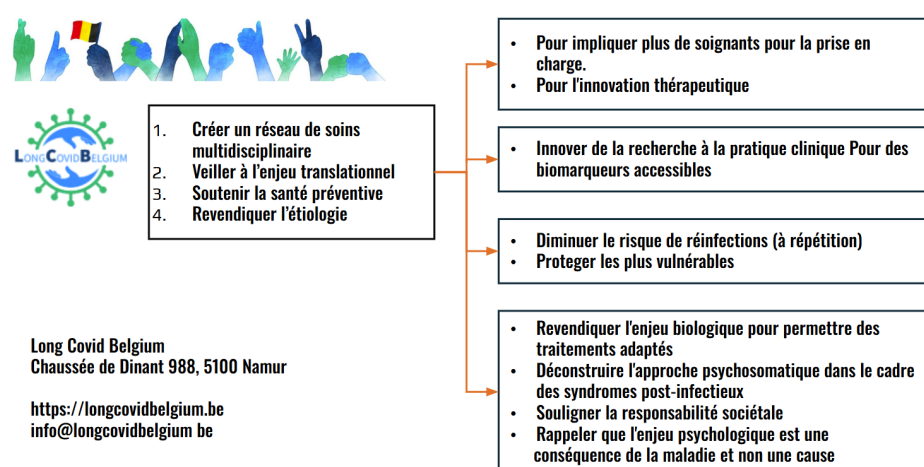 LONGCOVIDBELGIUM
1. Créer un réseau de soins
multidisciplinaire
2. Veiller à l'enjeu translationnel
3. Soutenir la santé préventive
4. Revendiquer l'étiologie
• Pour impliquer plus de soignants pour la prise en
charge.
• Pour l'innovation thérapeutique
• Innover de la recherche à la pratique clinique Pour des
biomarqueurs accessibles
• Diminuer le risque de réinfections (à répétition)
• Proteger les plus vulnérables
• Revendiquer l'enjeu biologique pour permettre des
traitements adaptés
• Déconstruire l'approche psychosomatique dans le cadre
des syndromes post-infectieux
• Souligner la responsabilité sociétale
• Rappeler que l'enjeu psychologique est une
conséquence de la maladie et non une cause
Long Covid Belgium
Chaussée de Dinant 988, 5100 Namur
https://longcovidbelgium.be
info@longcovidbelgium be